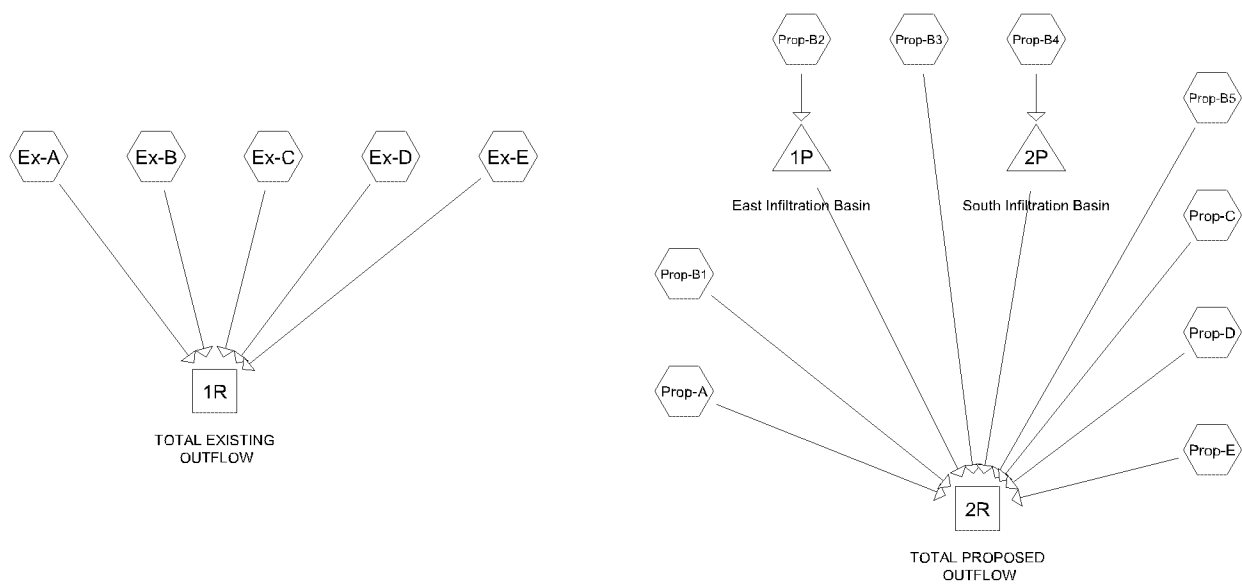 Ex-A
Ex-B
Ex-C
Ex-D
Ex-E
1R
TOTAL EXISTING
OUTFLOW
Prop-B2
Prop-B3
Prop-B4
Prop-B5
1P
2P
East Infiltration Basin
South Infiltration Basin
Prop-C
Prop-B1
Prop-D
Prop-A
Prop-E
2R
TOTAL PROPOSED
OUTFLOW